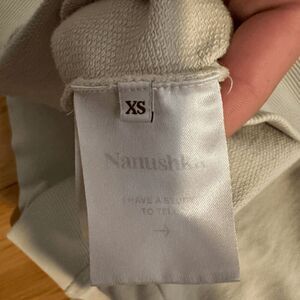 XS
Nanushka
I HAVE A STORY
TO TELL
→